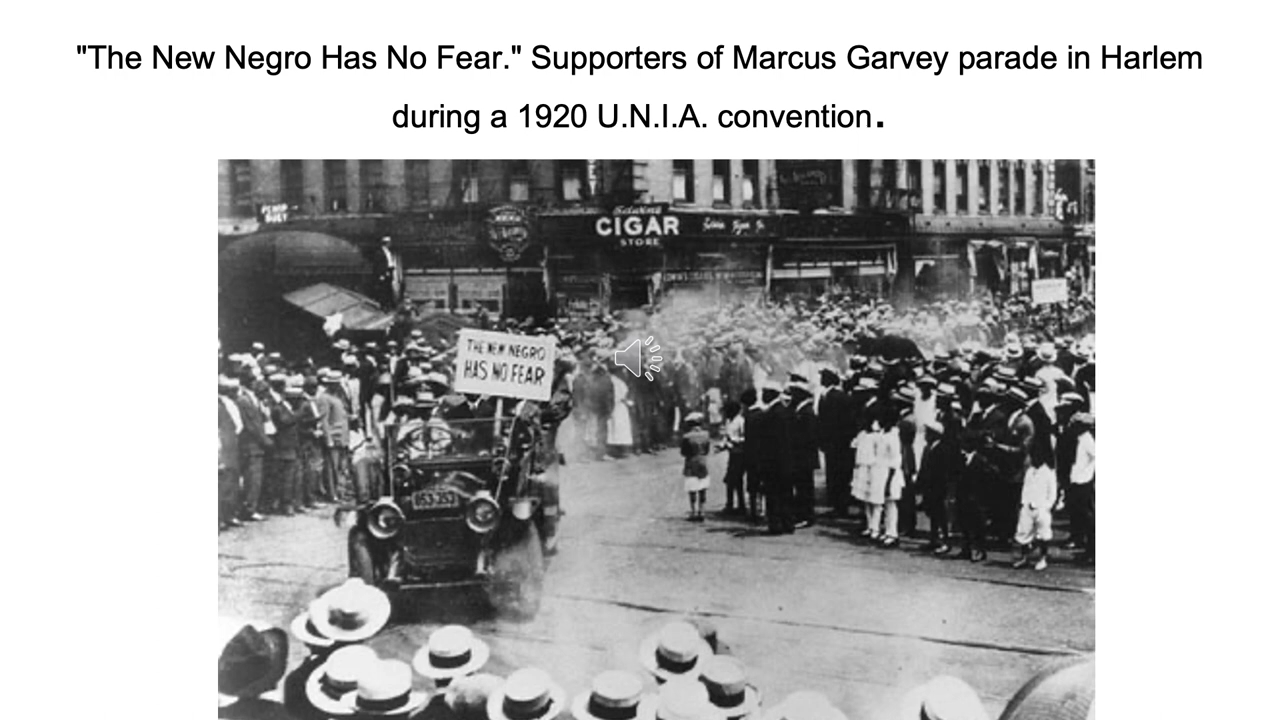 "The New Negro Has No Fear." Supporters of Marcus Garvey parade in Harlem
during a 1920 U.N.I.A. convention.
CIGAR
STORE
THE NEW NEGRO
HAS NO FEAR